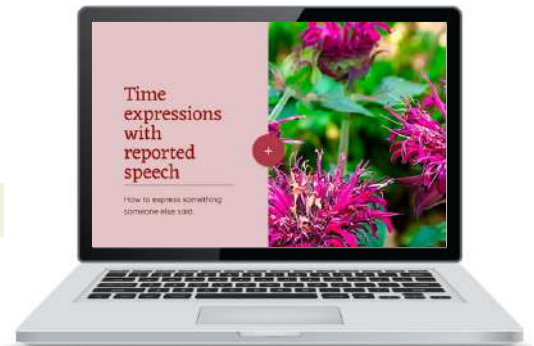 Time
expressions
with
reported
speech
+
How to express something
someone else said.